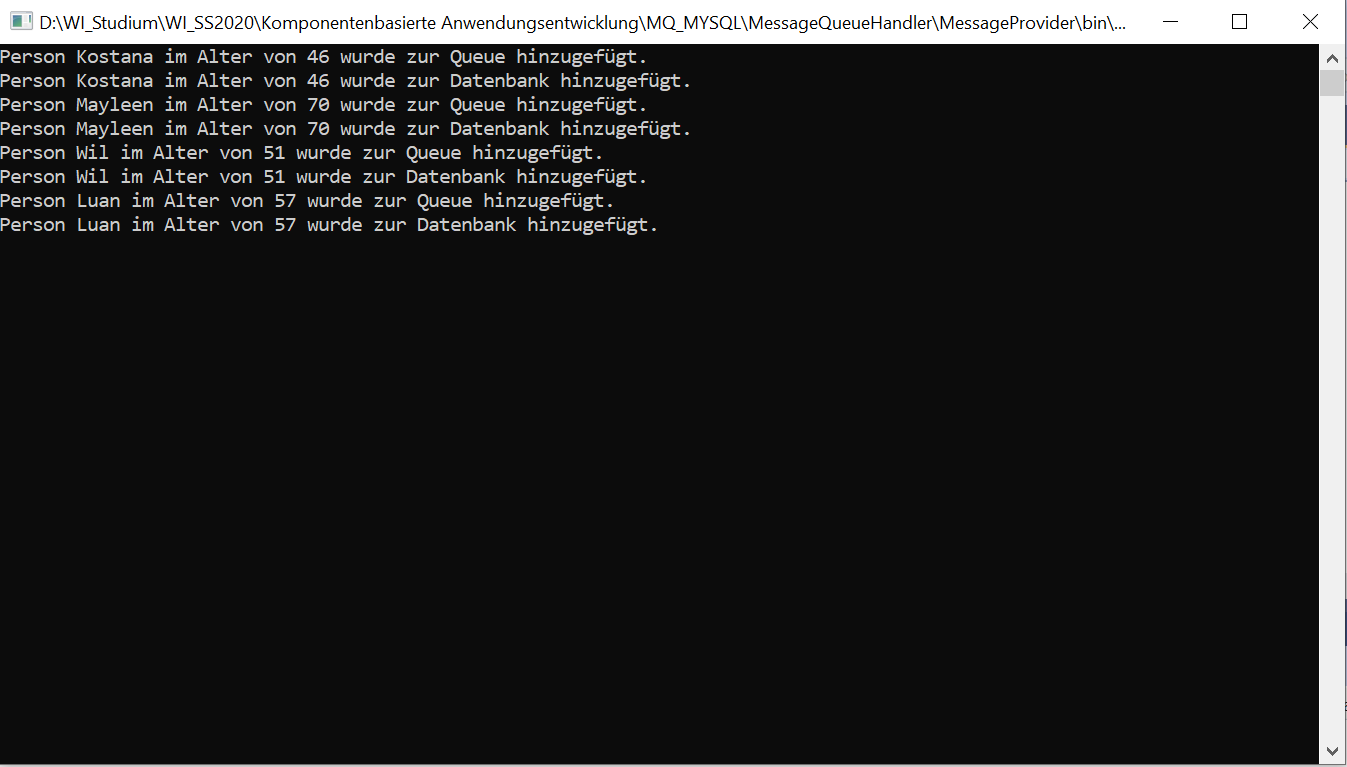 D:\WI_Studium\WI_SS2020\Komponentenbasierte Anwendungsentwicklung\MQ_MYSQL\MessageQueueHandler\MessageProvider\bin\...
Person Kostana im Alter von 46 wurde zur Queue hinzugefügt.
Person Kostana im Alter von 46 wurde zur Datenbank hinzugefügt.
Person Mayleen im Alter von 70 wurde zur Queue hinzugefügt.
Person Mayleen im Alter von 70 wurde zur Datenbank hinzugefügt.
Person Wil im Alter von 51 wurde zur Queue hinzugefügt.
Person Wil im Alter von 51 wurde zur Datenbank hinzugefügt.
Person Luan im Alter von 57 wurde zur Queue hinzugefügt.
Person Luan im Alter von 57 wurde zur Datenbank hinzugefügt.